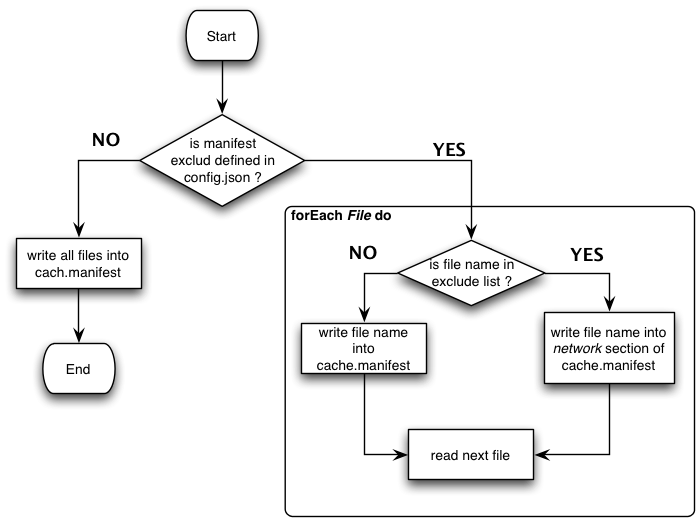 Start
is manifest
exclud defined in
config.json ?
NO
YES
write all files into
cach.manifest
End
forEach File do
is file name in
exclude list ?
NO
YES
write file name
into
cache.manifest
write file name into
network section of
cache.manifest
read next file